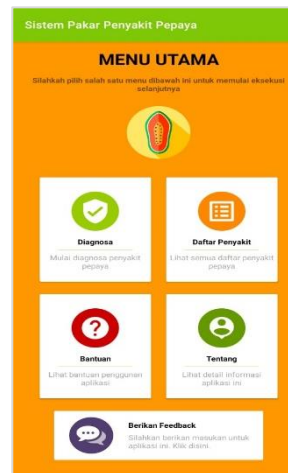 Sistem Pakar Penyakit Pepaya
MENU UTAMA
Silahkah pilih salah satu menu dibawah ini untuk memulai eksekusi
selanjutnya
Diagnosa
Mulai diagnosa penyakit
pepaya
Daftar Penyakit
Lihat semua daftar penyakit
pepaya
Bantuan
Lihat bantuan penggunan
aplikasi
Tentang
Lihat detail informasi
aplikasi ini
Berikan Feedback
Silahkan berikan masukan untuk
aplikasi ini. Klik disini